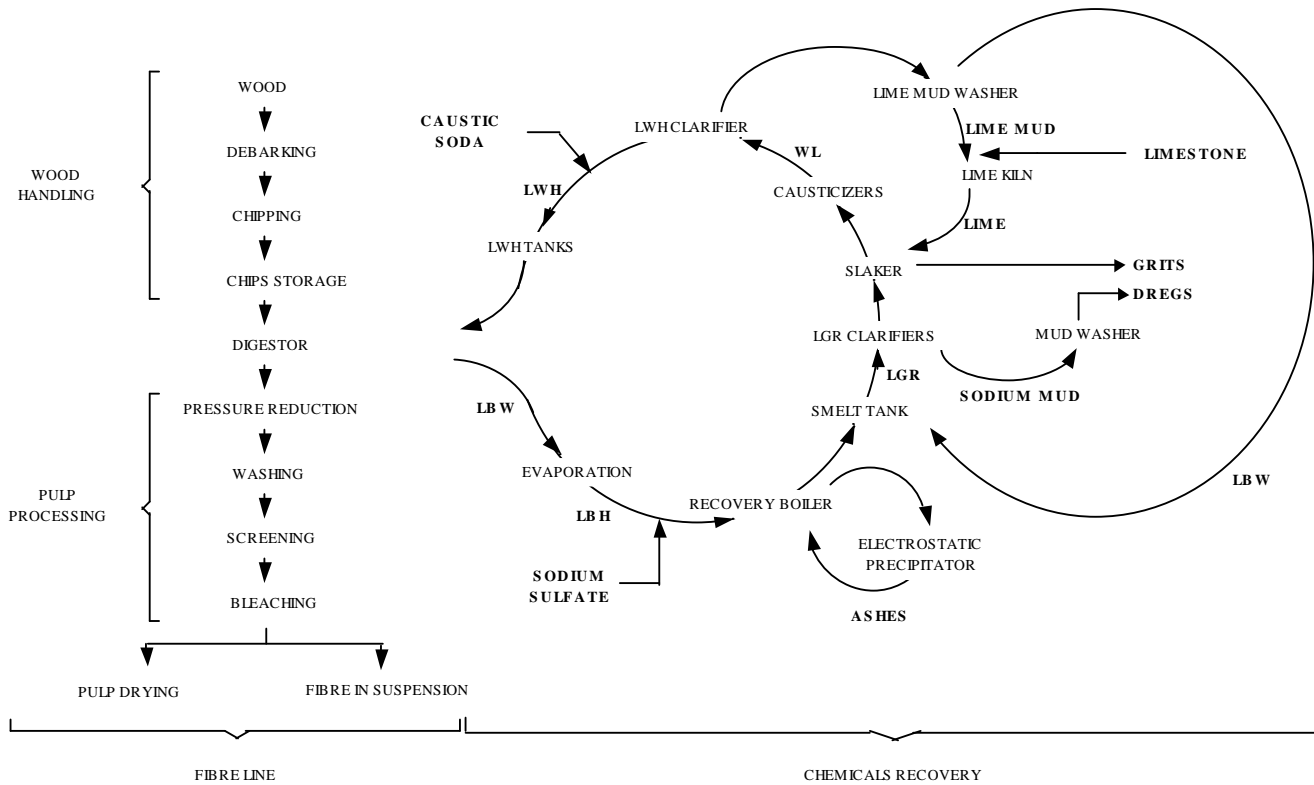 WOOD
DEBARKING
CHIPPING
CHIPS STORAGE
WOOD
HANDLING
DIGESTOR
PRESSURE REDUCTION
WASHING
SCREENING
BLEACHING
PULP
PROCESSING
PULP DRYING
FIBRE IN SUSPENSION
FIBRE LINE
CAUSTIC
SODA
LWH CLARIFIER
LWH
LWH TANKS
LBW
EVAPORATION
LBH
SODIUM
SULFATE
RECOVERY BOILER
ELECTROSTATIC
PRECIPITATOR
ASHES
SMELT TANK
LGR
LGR CLARIFIERS
SODIUM MUD
MUD WASHER
DREGS
SLAKER
GRITS
CAUSTICIZERS
WL
LIME MUD WASHER
LIME MUD
LIMESTONE
LIME KILN
LIME
LBW
CHEMICALS RECOVERY